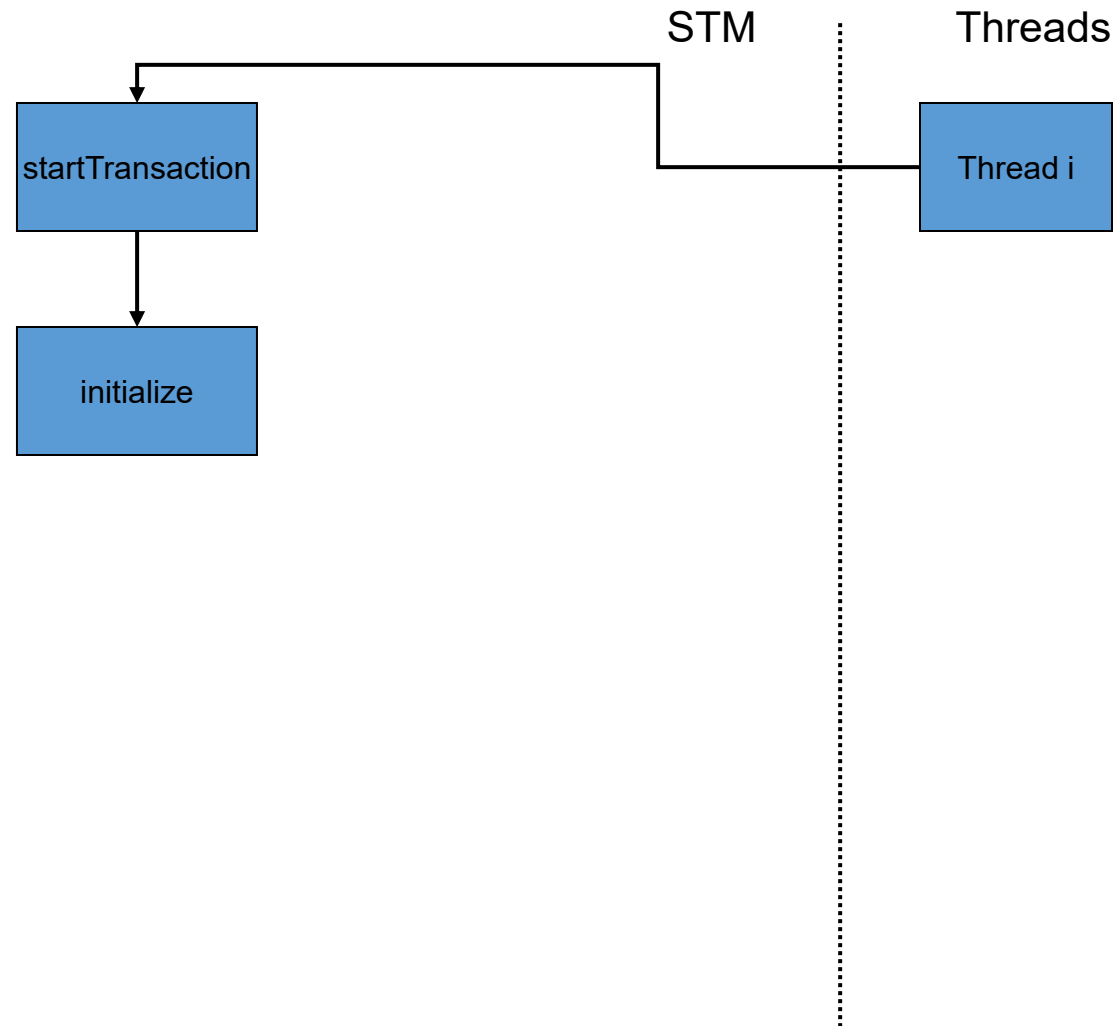 STM
Threads
startTransaction
Thread i
initialize